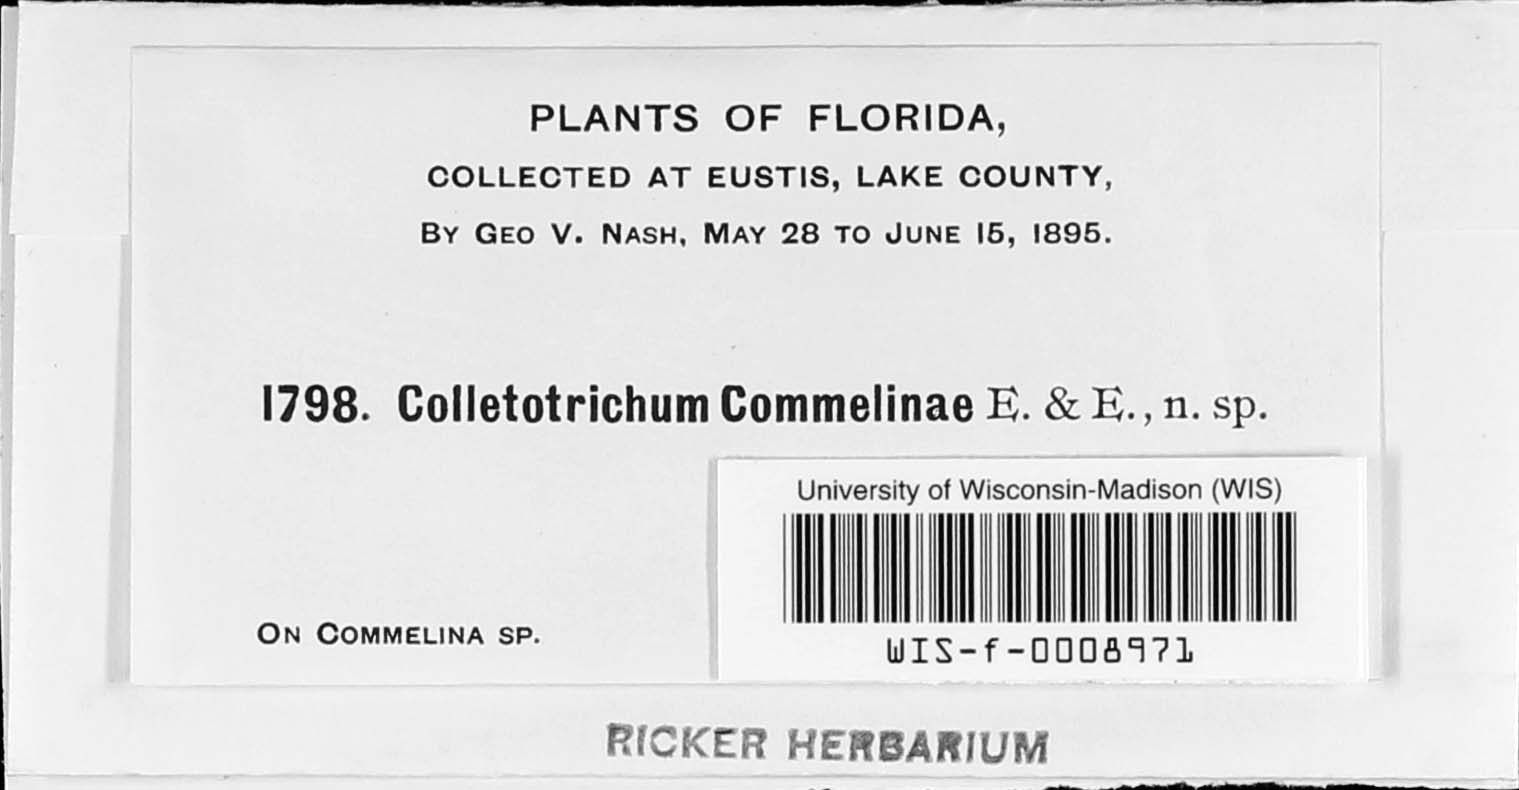 PLANTS OF FLORIDA,
COLLECTED AT EUSTIS, LAKE COUNTY,
BY GEO V. NASH, MAY 28 TO JUNE 15, 1895.
1798. Colletotrichum Commelinae E. & E., n. sp.
University of Wisconsin-Madison (WIS)
WIS-f-0008971
ON COMMELINA SP.
RICKER HERBARIUM